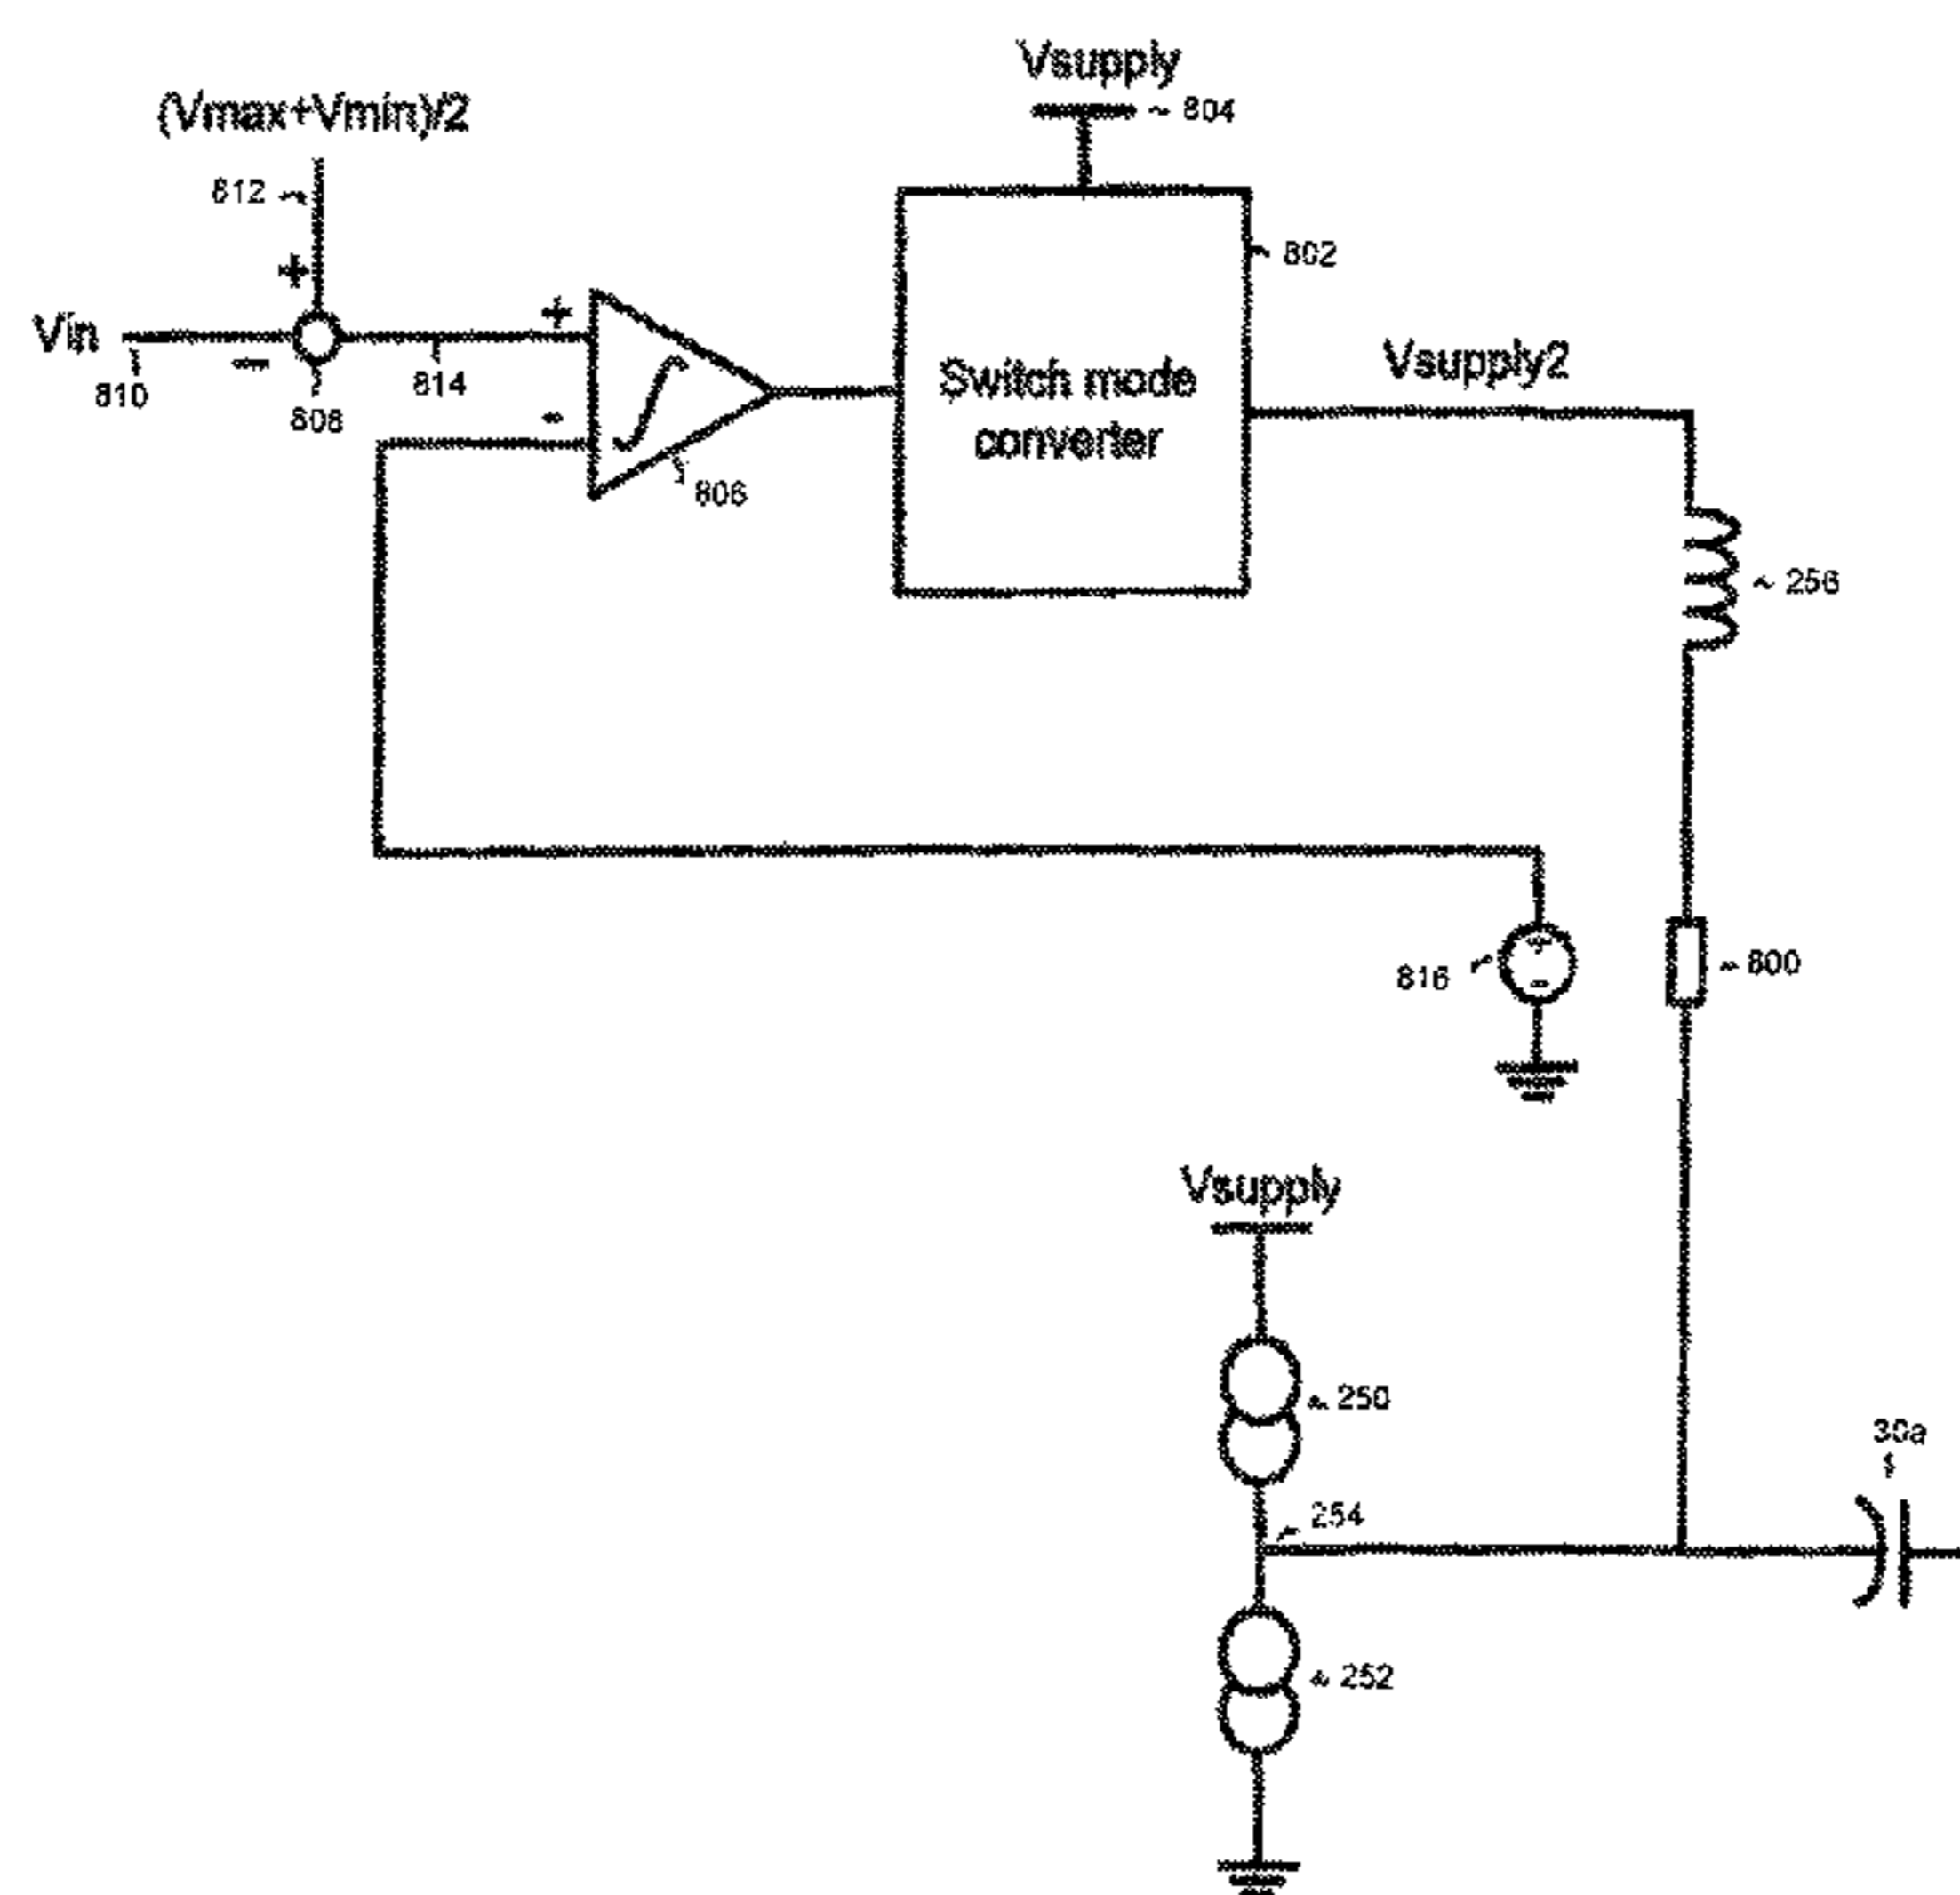 Vsupply
804
(Vmax+Vmin)/2
812
+
802
Vin
+
−
810
814
808
-
806
Switch mode
converter
Vsupply2
256
+
-
816
800
Vsupply
250
30a
254
252